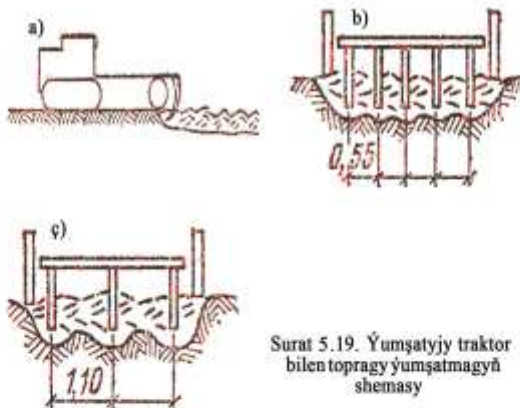 a)
b)
0,55
ç)
1,10
Surat 5.19. Ýumşatyjy traktor
bilen topragy ýumşatmagyň
shemasy